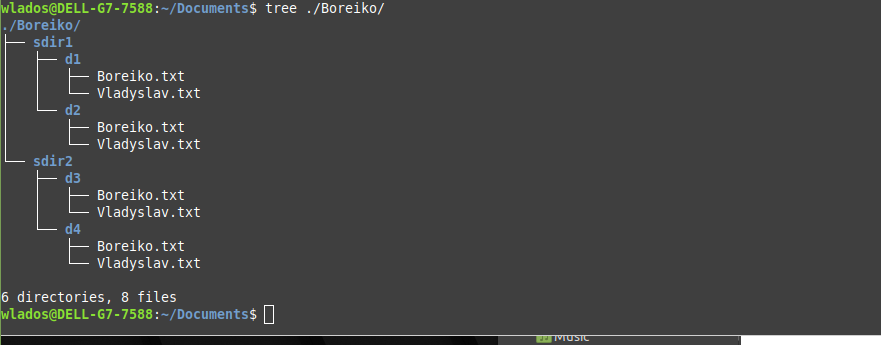 wlados@DELL-G7-7588:~/Documents$ tree ./Boreiko/
./Boreiko/
├── sdir1
│   ├── d1
│   │   ├── Boreiko.txt
│   │   └── Vladyslav.txt
│   └── d2
│       ├── Boreiko.txt
│       └── Vladyslav.txt
└── sdir2
    ├── d3
    │   ├── Boreiko.txt
    │   └── Vladyslav.txt
    └── d4
        ├── Boreiko.txt
        └── Vladyslav.txt

6 directories, 8 files
wlados@DELL-G7-7588:~/Documents$
Music